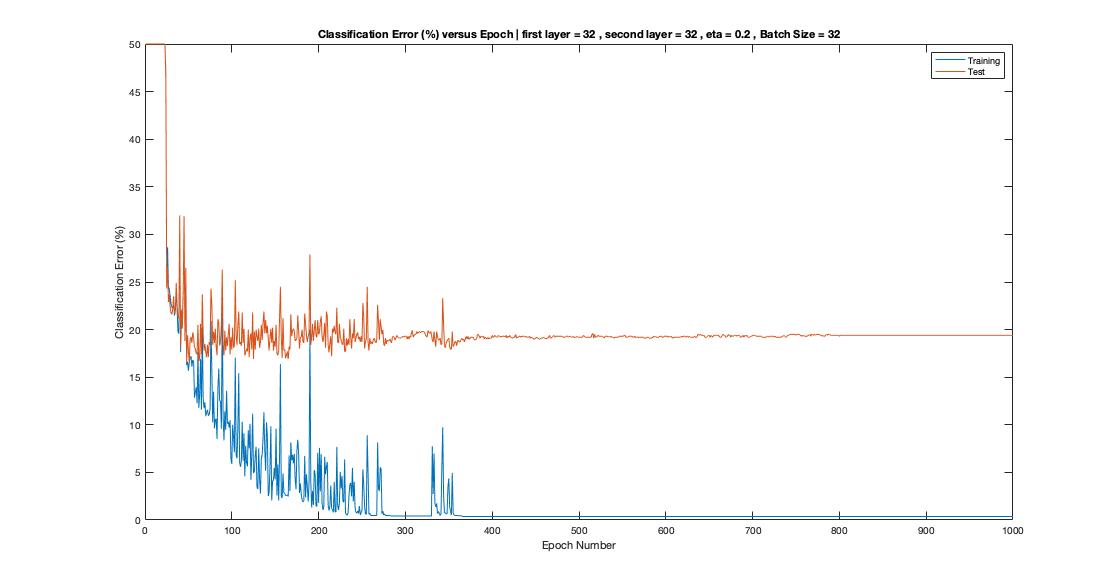 Classification Error (%) versus Epoch | first layer = 32 , second layer = 32 , eta = 0.2 , Batch Size = 32
Training
Test
Classification Error (%)
50
45
40
35
30
25
20
15
10
5
0
0 100 200 300 400 500 600 700 800 900 1000
Epoch Number